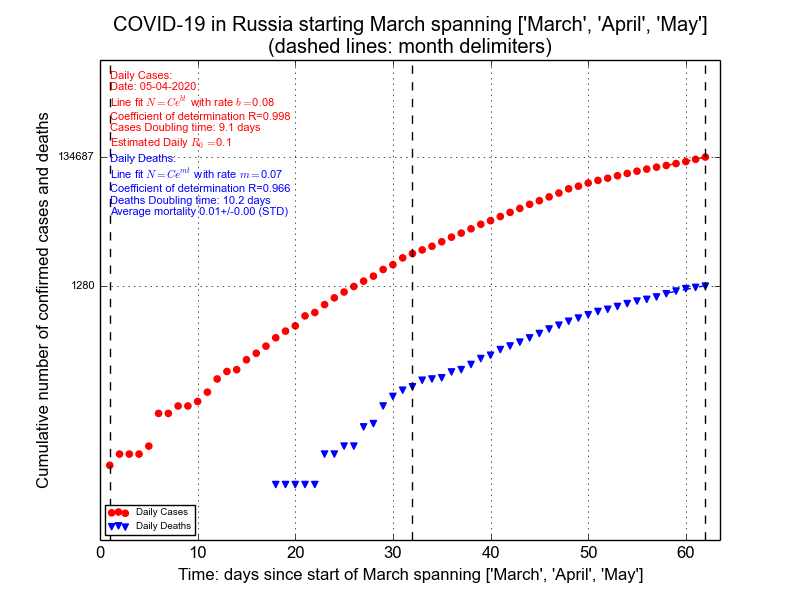 COVID-19 in Russia starting March spanning ['March', 'April', 'May']
(dashed lines: month delimiters)
Daily Cases:
Date: 05-04-2020
Line fit N = Ce^{bt} with rate b = 0.08
Coefficient of determination R=0.998
Cases Doubling time: 9.1 days
Estimated Daily R_0 = 0.1
Daily Deaths:
Line fit N = Ce^{mt} with rate m = 0.07
Coefficient of determination R=0.966
Deaths Doubling time: 10.2 days
Average mortality 0.01+/-0.00 (STD)
134687
1280
Cumulative number of confirmed cases and deaths
Daily Cases
Daily Deaths
0 10 20 30 40 50 60
Time: days since start of March spanning ['March', 'April', 'May']